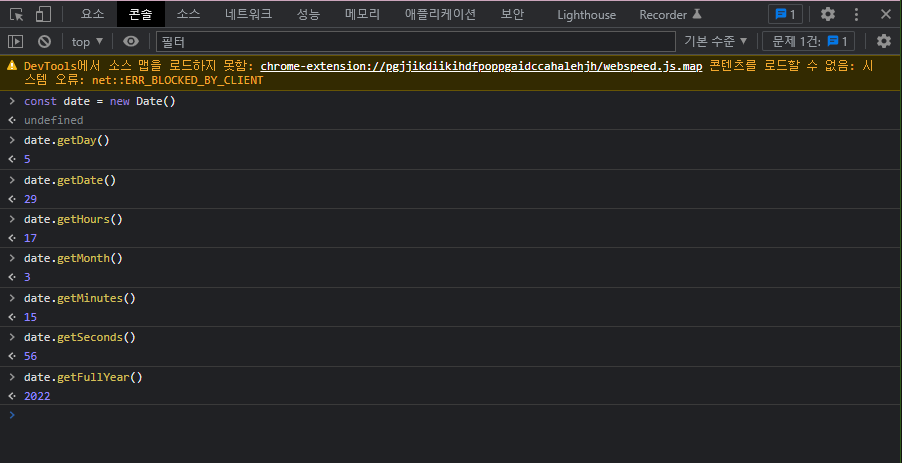 요소 콘솔 소스 네트워크 성능 메모리 애플리케이션 보안 Lighthouse Recorder 1
top 필터 기본 수준 문제 1건: 1
DevTools에서 소스 맵을 로드하지 못함: chrome-extension://pgjjikdiikihdfpoppgaidccahalehjh/webspeed.js.map 콘텐츠를 로드할 수 없음: 시
스템 오류: net::ERR_BLOCKED_BY_CLIENT
> const date = new Date()
undefined
> date.getDay()
5
> date.getDate()
29
> date.getHours()
17
> date.getMonth()
3
> date.getMinutes()
15
> date.getSeconds()
56
> date.getFullYear()
2022
>